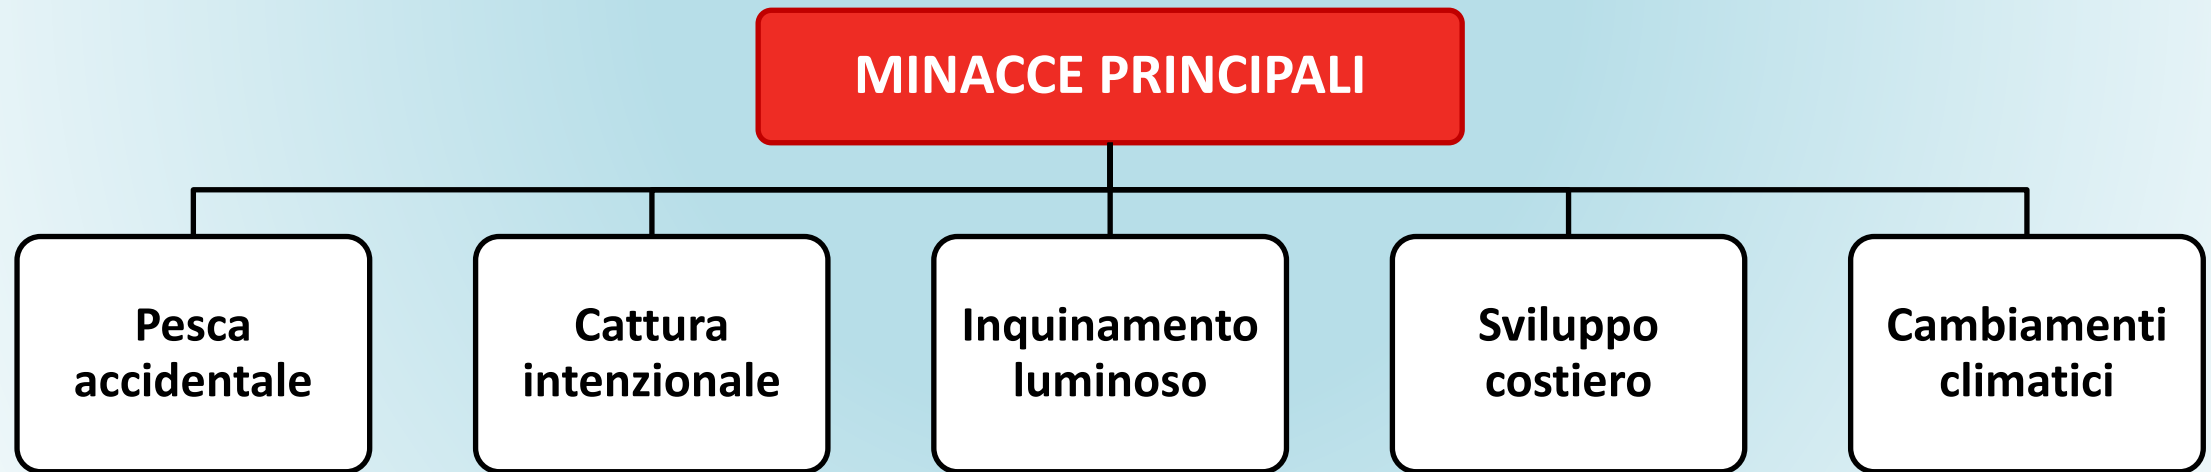 MINACCE PRINCIPALI
Pesca
accidentale
Cattura
intenzionale
Inquinamento
luminoso
Sviluppo
costiero
Cambiamenti
climatici